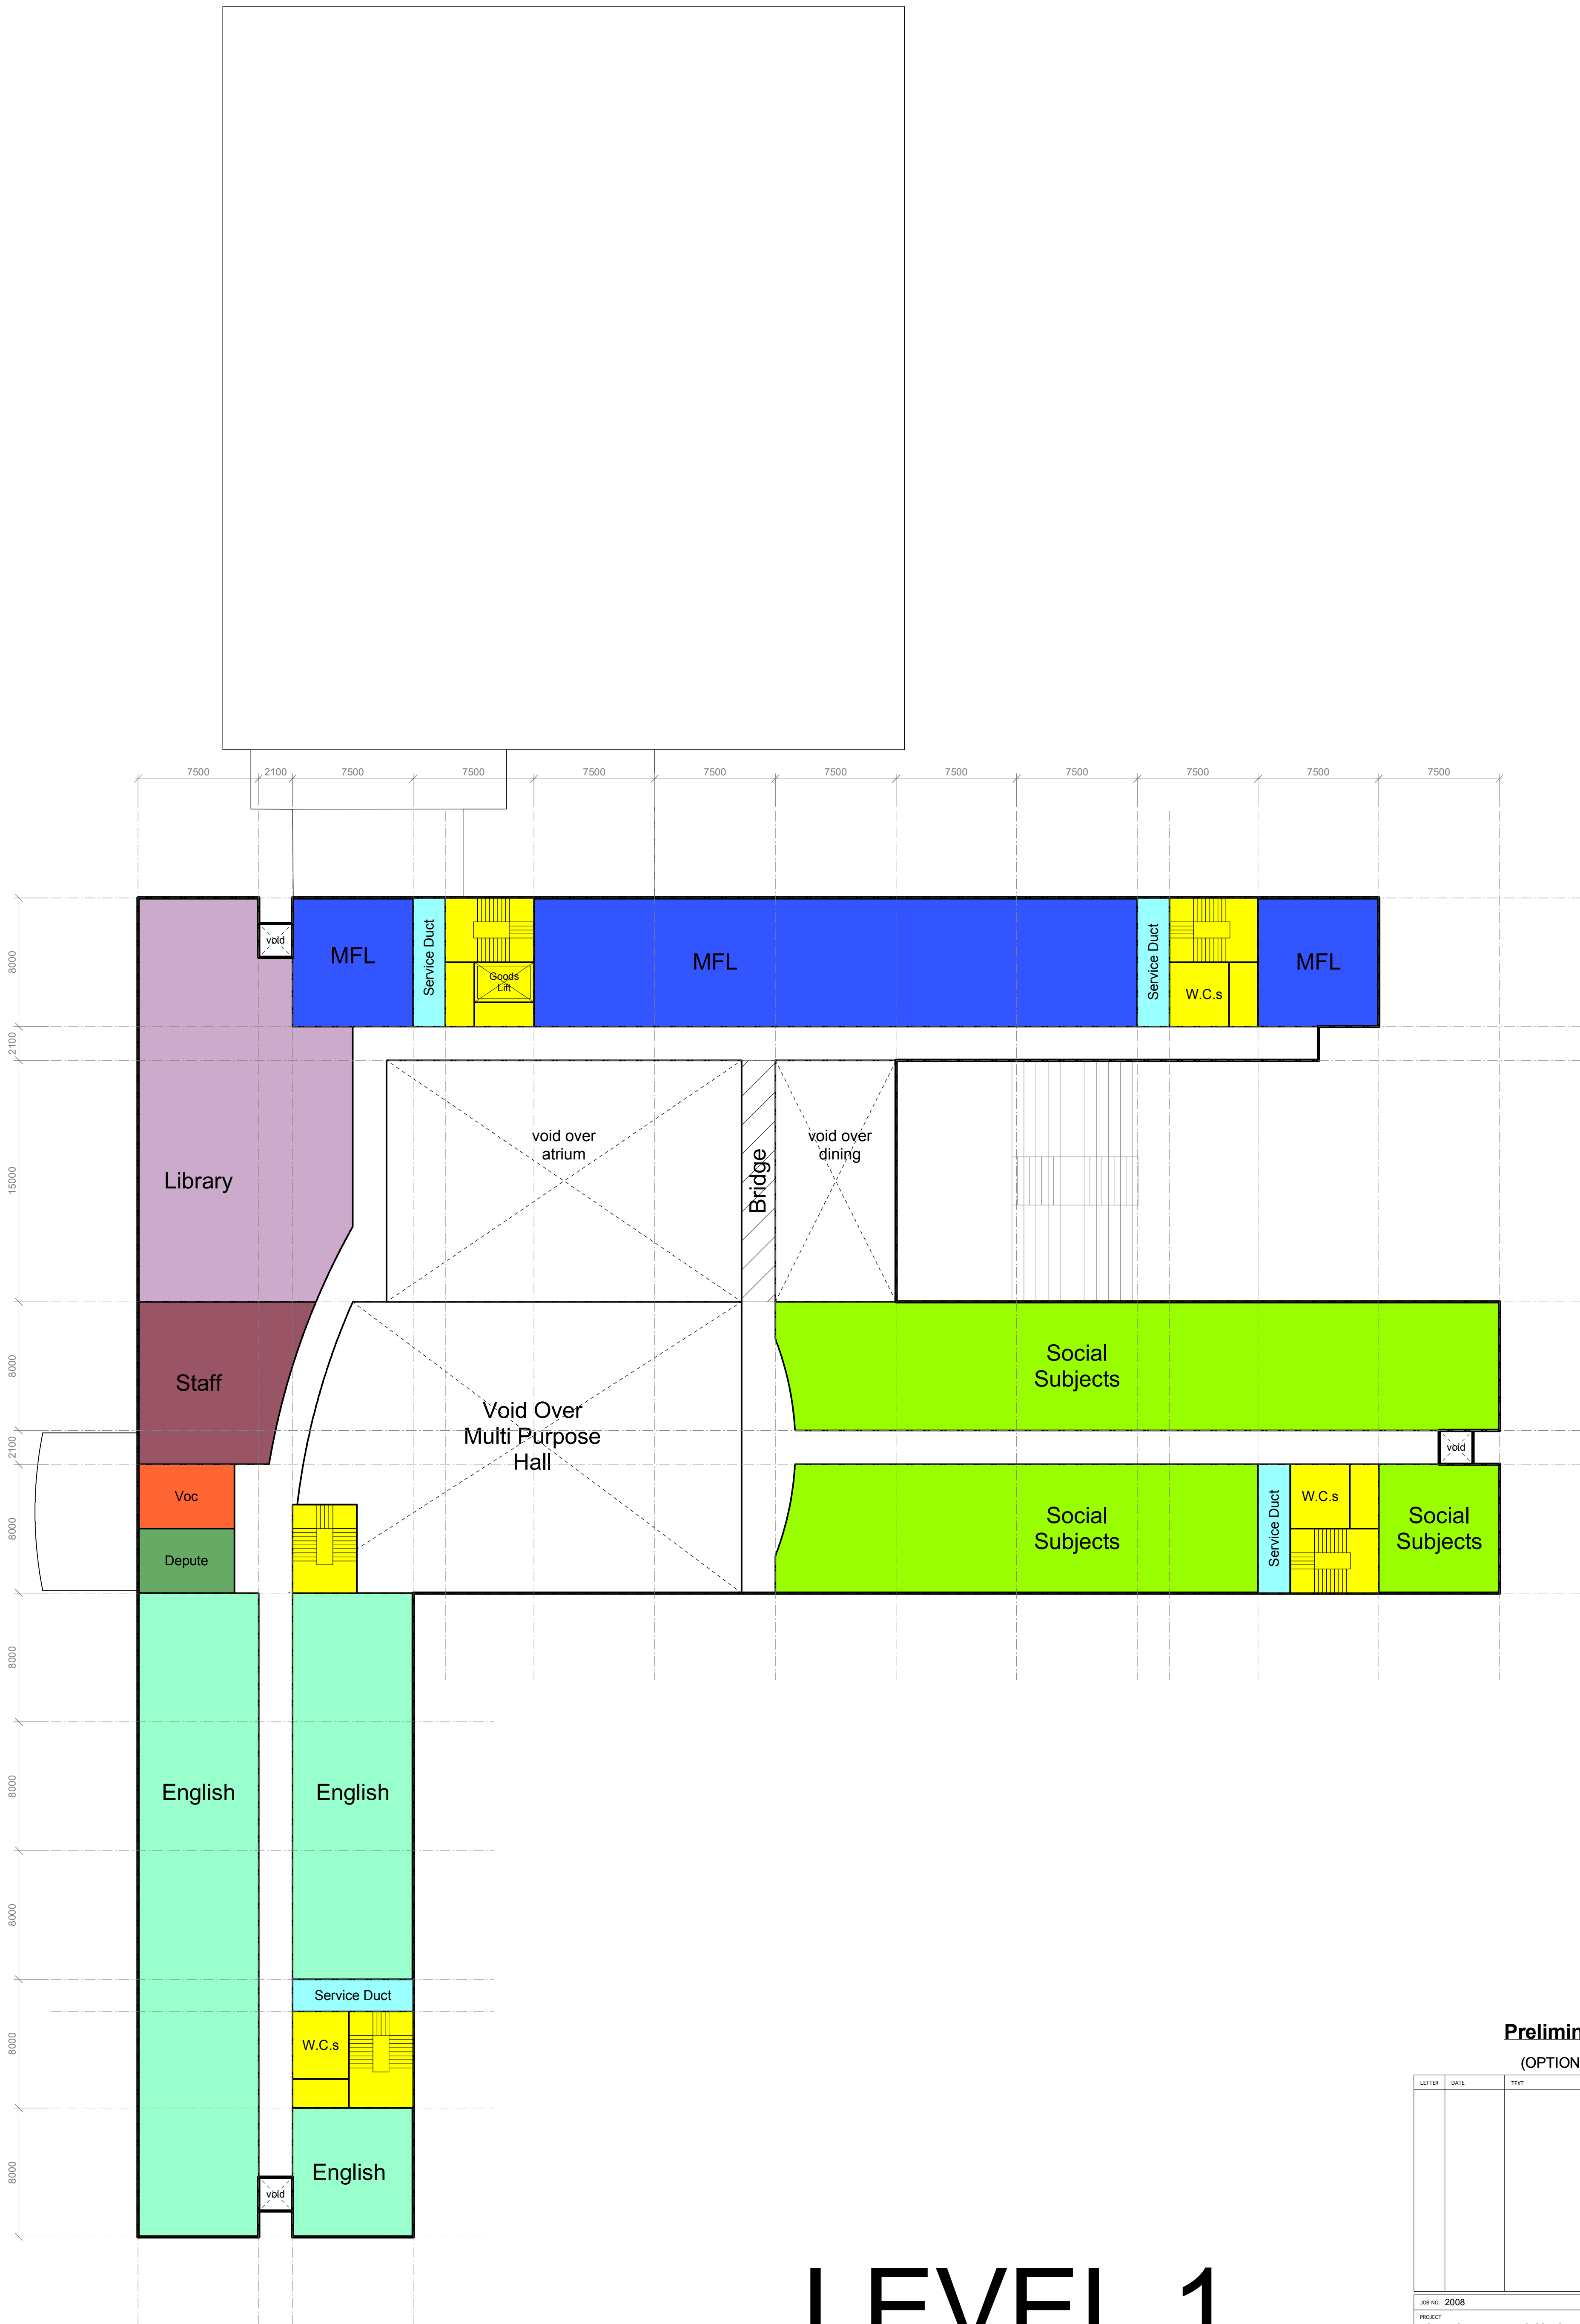 7500 2100 7500 7500 7500 7500 7500 7500 7500 7500 7500 7500
8000
2100
15000
8000
2100
8000
8000
8000
8000
8000
8000
void
MFL
Service Duct
Goods
Lift
MFL
Service Duct
W.C.s
MFL
Library
void over
atrium
Bridge
void over
dining
Staff
Void Over
Multi Purpose
Hall
Social
Subjects
void
Voc
Depute
Social
Subjects
Service Duct
W.C.s
Social
Subjects
English
English
Service Duct
W.C.s
English
void
LEVEL 1
(OPTION
LETTER DATE TEXT
JOB NO. 2008
PROJECT